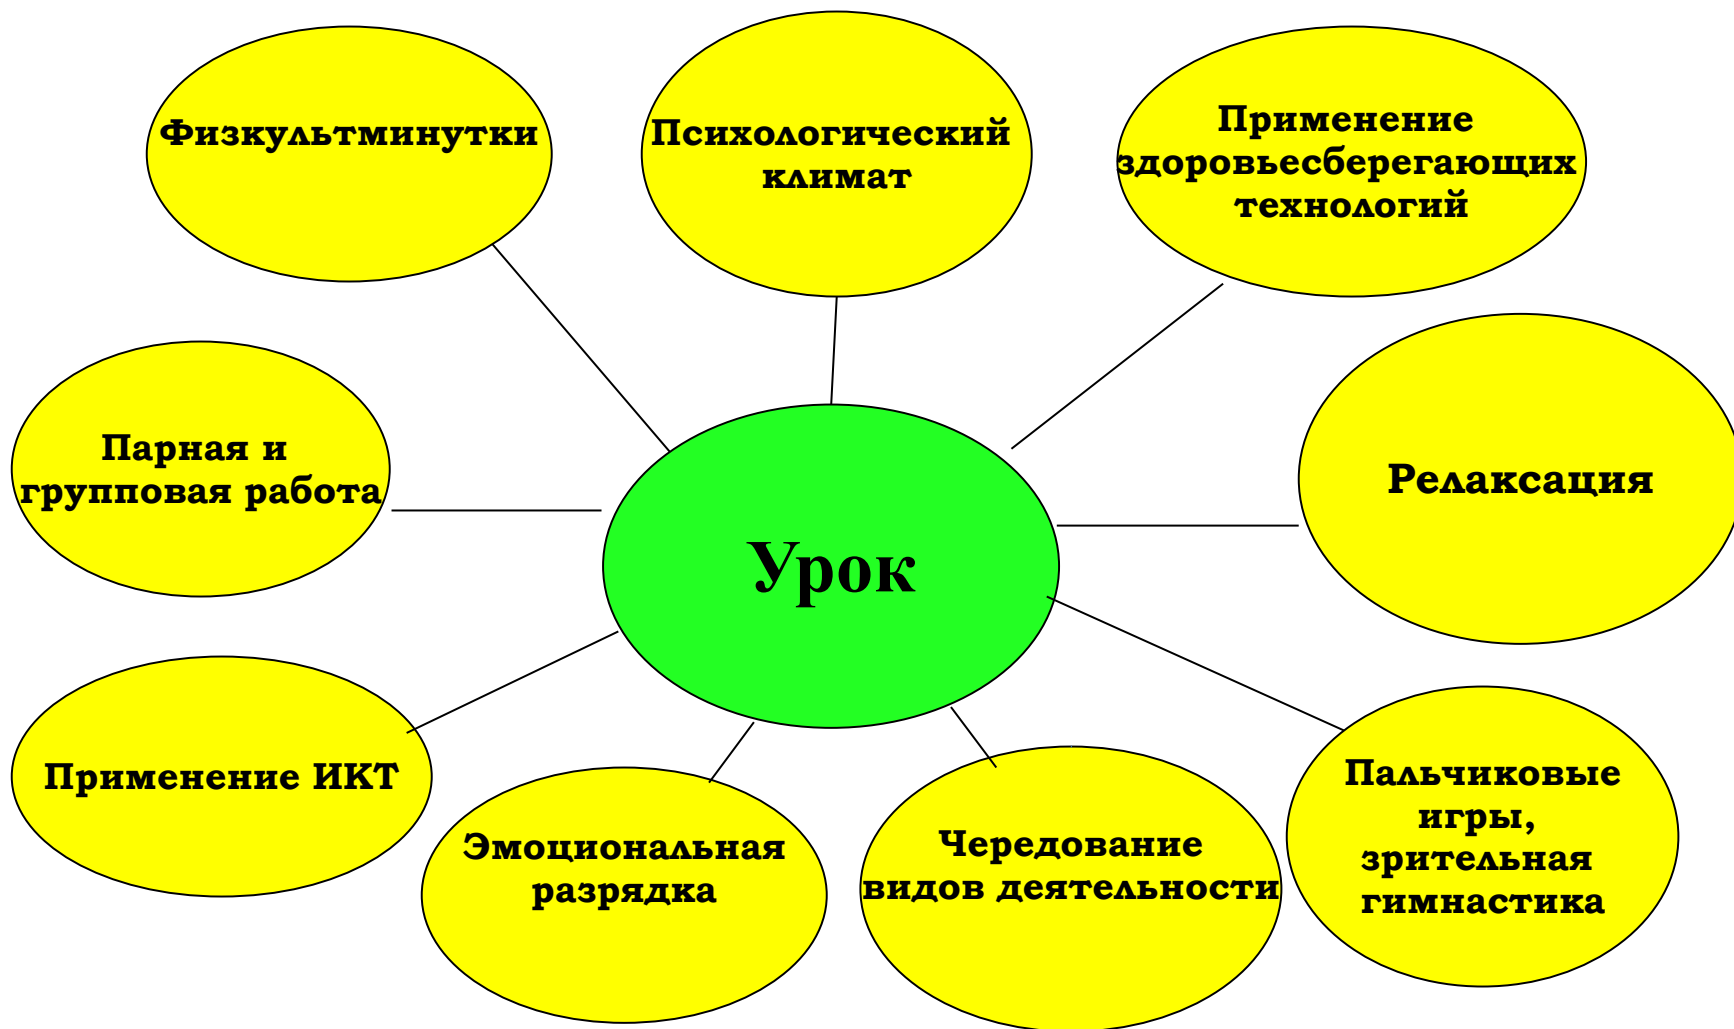 Физкультминутки
Психологический
климат
Применение
здоровьесберегающих
технологий
Парная и
групповая работа
Релаксация
Урок
Применение ИКТ
Эмоциональная
разрядка
Чередование
видов деятельности
Пальчиковые
игры,
зрительная
гимнастика